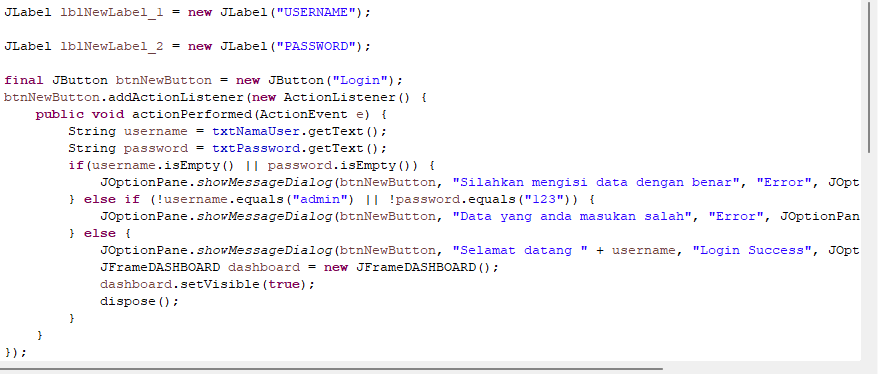 JLabel lblNewLabel_1 = new JLabel("USERNAME");
JLabel lblNewLabel_2 = new JLabel("PASSWORD");
final JButton btnNewButton = new JButton("Login");
btnNewButton.addActionListener(new ActionListener() {
public void actionPerformed(ActionEvent e) {
String username = txtNamaUser.getText();
String password = txtPassword.getText();
if(username.isEmpty() || password.isEmpty()) {
JOptionPane.showMessageDialog(btnNewButton, "Silahkan mengisi data dengan benar", "Error", JOpt
} else if (!username.equals("admin") || !password.equals("123")) {
JOptionPane.showMessageDialog(btnNewButton, "Data yang anda masukan salah", "Error", JOptionPan
} else {
JOptionPane.showMessageDialog(btnNewButton, "Selamat datang " + username, "Login Success", JOpt
JFrameDASHBOARD dashboard = new JFrameDASHBOARD();
dashboard.setVisible(true);
dispose();
}
}
});